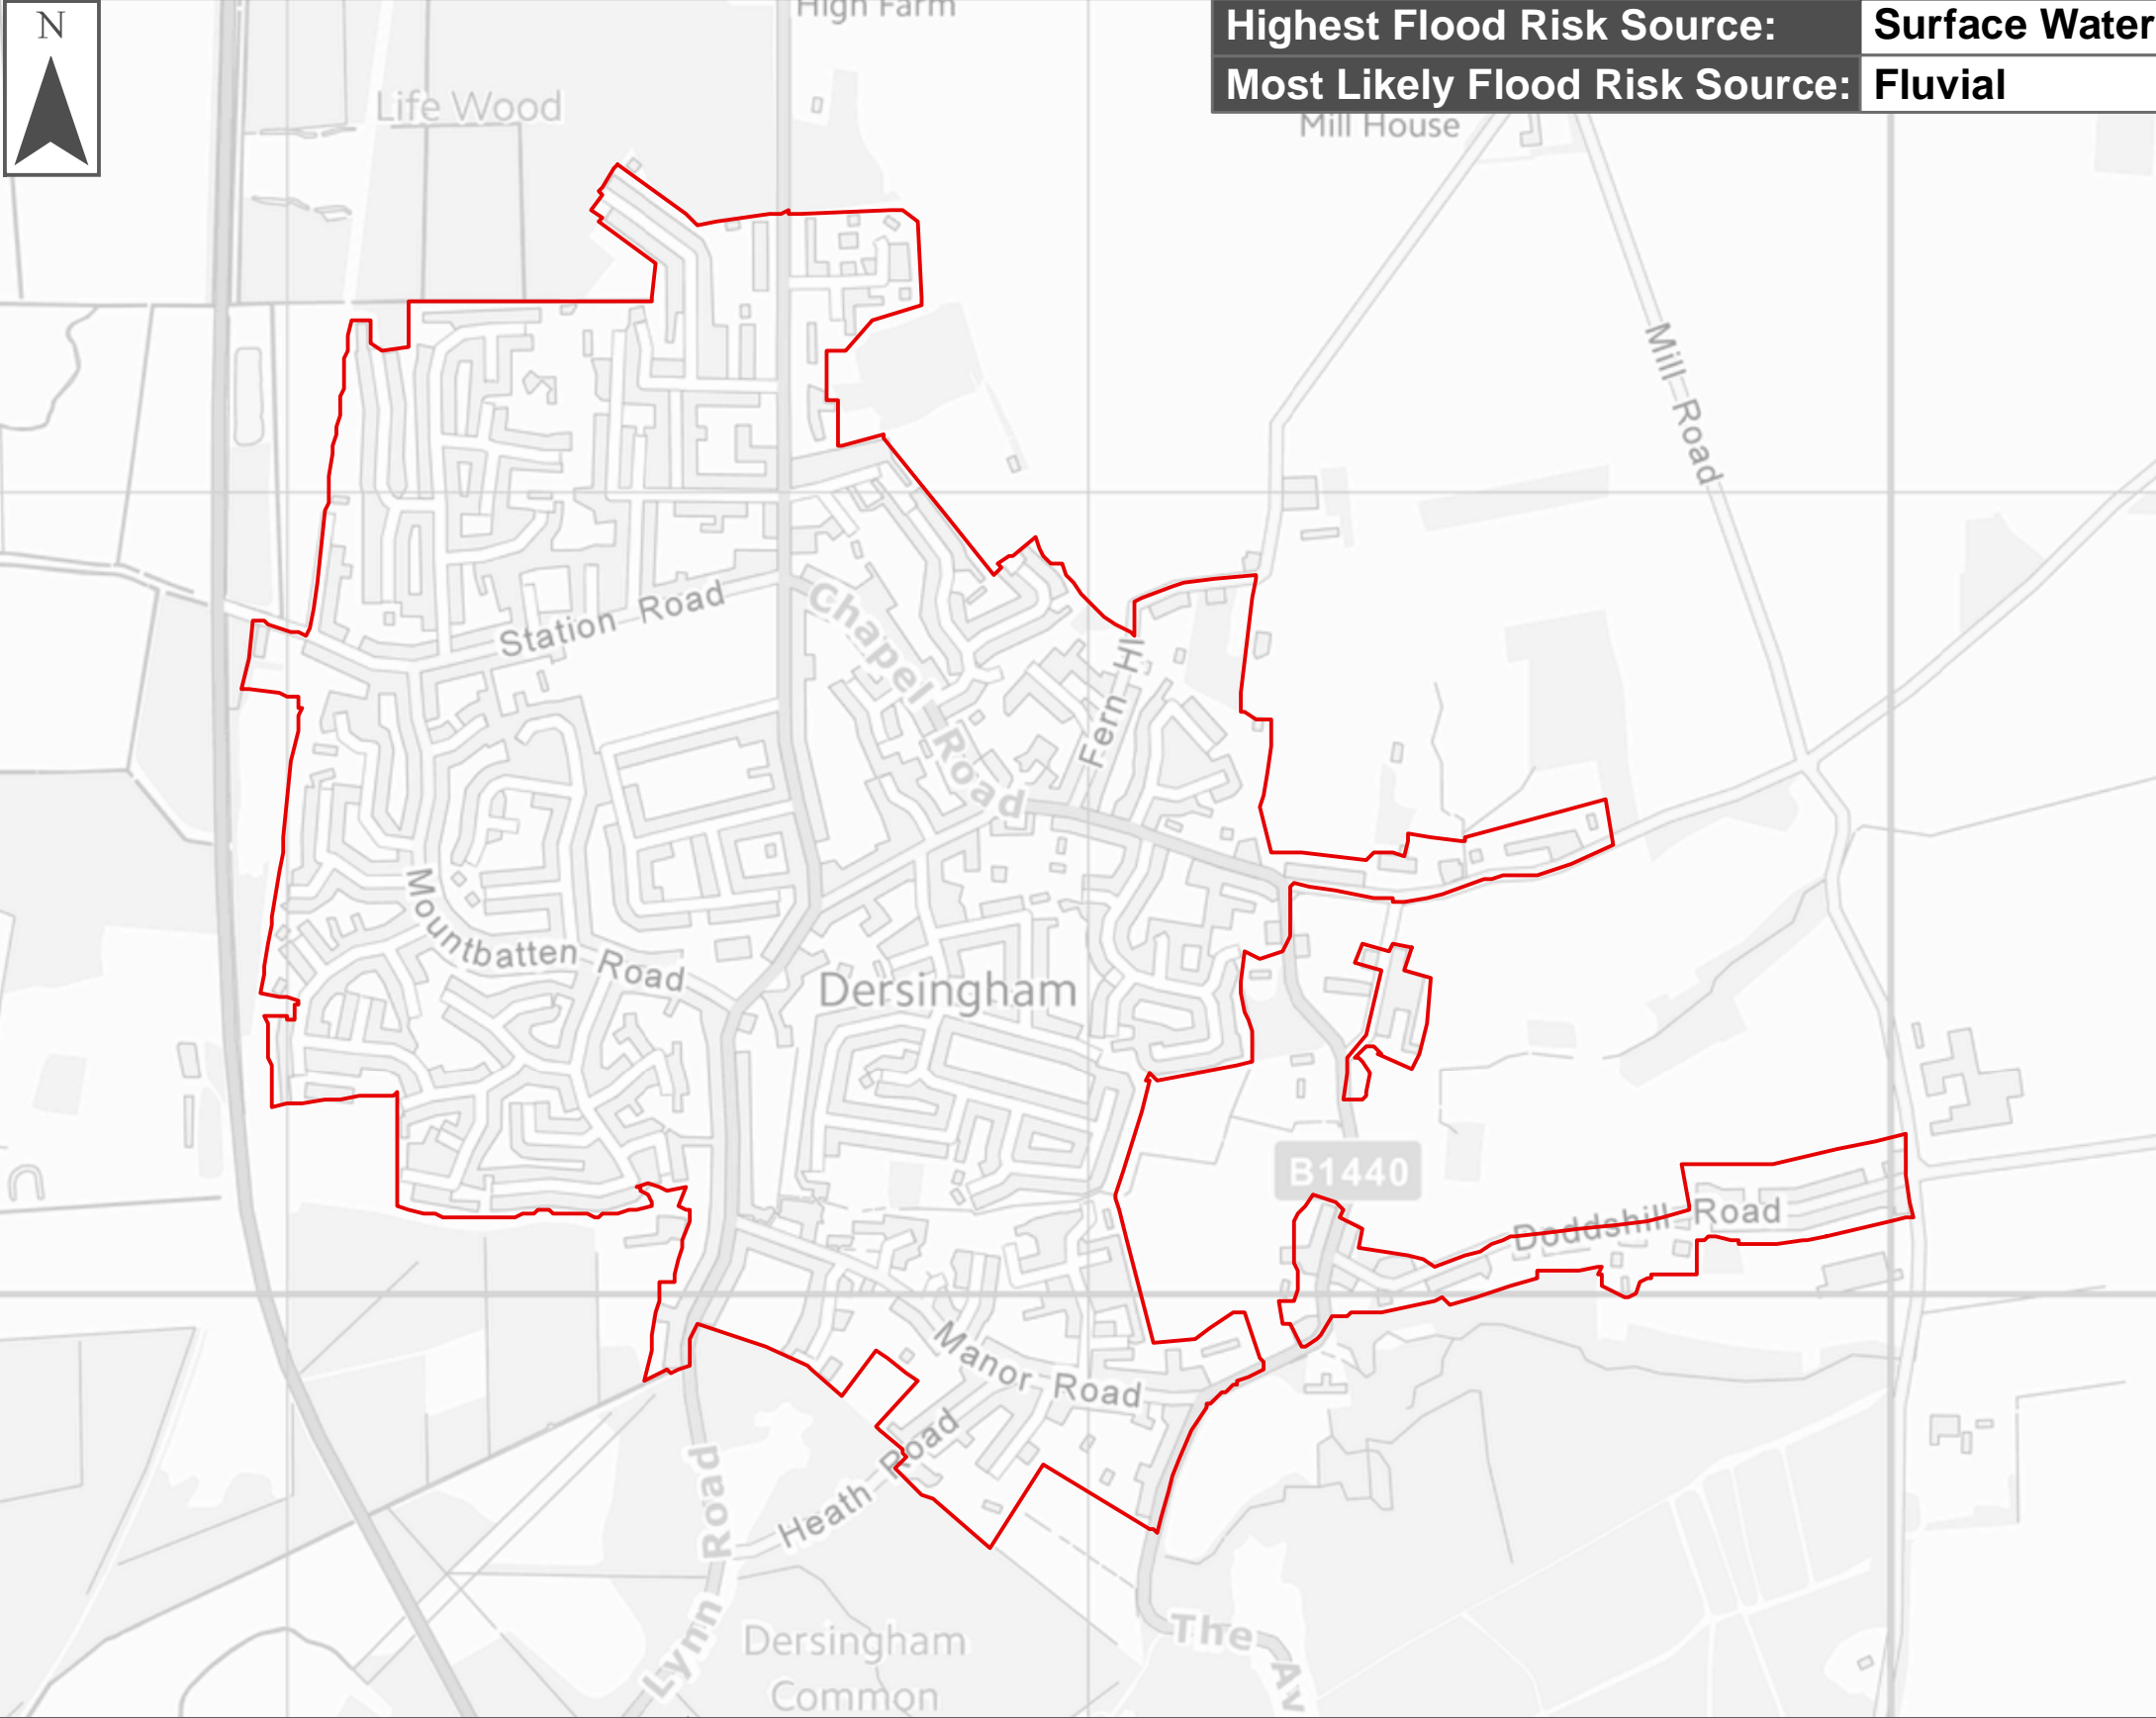 N
High Farm
Highest Flood Risk Source: Surface Water
Most Likely Flood Risk Source: Fluvial
Life Wood
Mill House
Mill Road
Station Road
Chapel Road
Fern Hl
Mountbatten Road
Dersingham
B1440
Doddshill Road
Manor Road
Heath Road
Lynn Road
Dersingham
Common
The Av